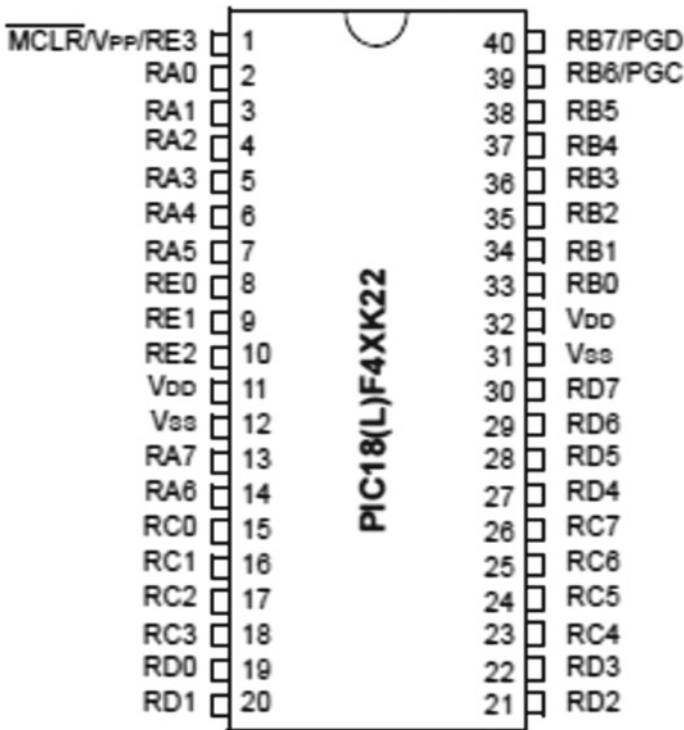 MCLR/VPP/RE3 1 40 RB7/PGD
RA0 2 39 RB6/PGC
RA1 3 38 RB5
RA2 4 37 RB4
RA3 5 36 RB3
RA4 6 35 RB2
RA5 7 34 RB1
RE0 8 33 RB0
RE1 9 32 VDD
RE2 10 31 VSS
VDD 11 30 RD7
VSS 12 29 RD6
RA7 13 28 RD5
RA6 14 27 RD4
RC0 15 26 RC7
RC1 16 25 RC6
RC2 17 24 RC5
RC3 18 23 RC4
RD0 19 22 RD3
RD1 20 21 RD2
PIC18(L)F4XK22